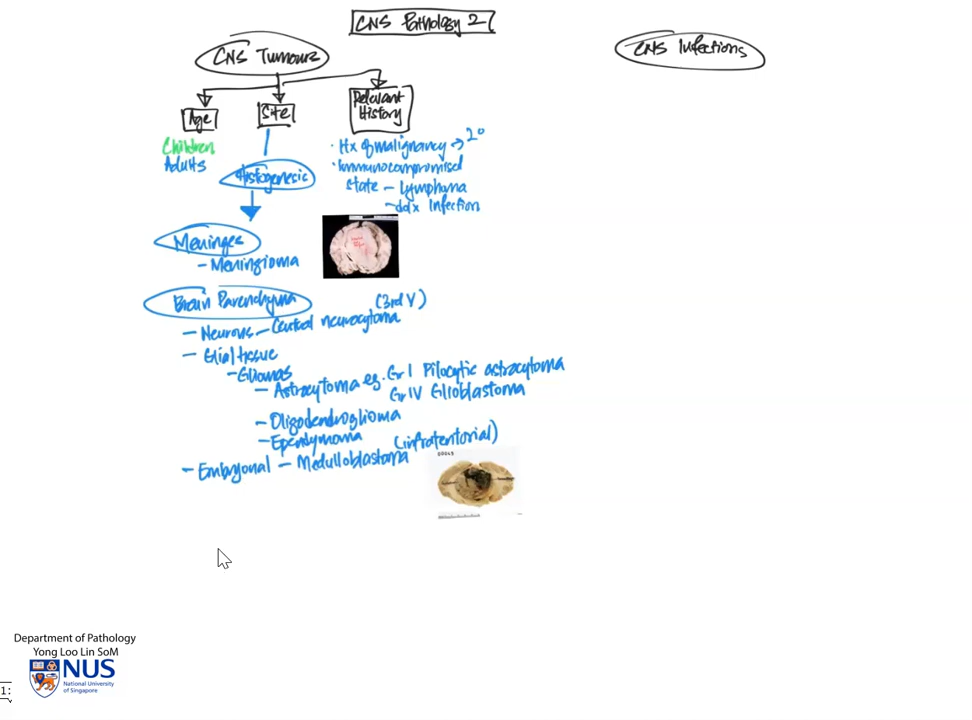 CNS Pathology 2
CNS Tumours
CNS Infections
Age
Site
Relevant
History
Children
Adults
· Hx of malignancy → 2°
· Immunocompromised
state - Lymphoma
- ddx Infection
Histogenesis
Meninges
- Meningioma
Brain Parenchyma
- Neurons - Central neurocytoma (3rd V)
- Glial tissue
- Gliomas
- Astrocytoma eg. Gr I Pilocytic astrocytoma
Gr IV Glioblastoma
- Oligodendroglioma
- Ependymoma
- Embryonal - Medulloblastoma (infratentorial)
Department of Pathology
Yong Loo Lin SoM
NUS
National University
of Singapore
1: